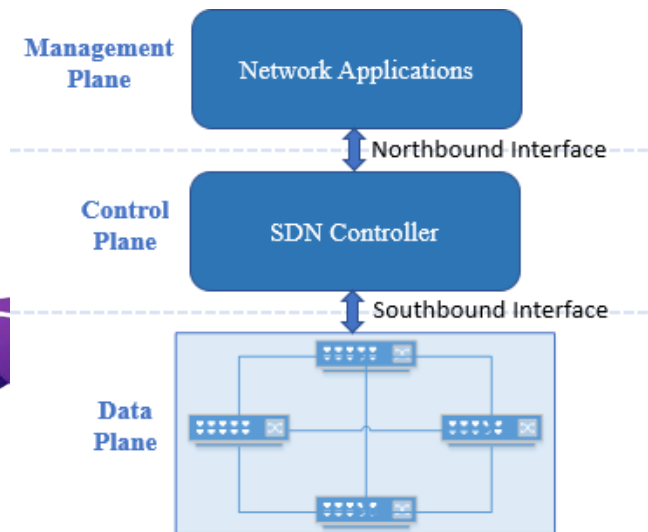 Management
Plane
Network Applications
Northbound Interface
Control
Plane
SDN Controller
Southbound Interface
Data
Plane